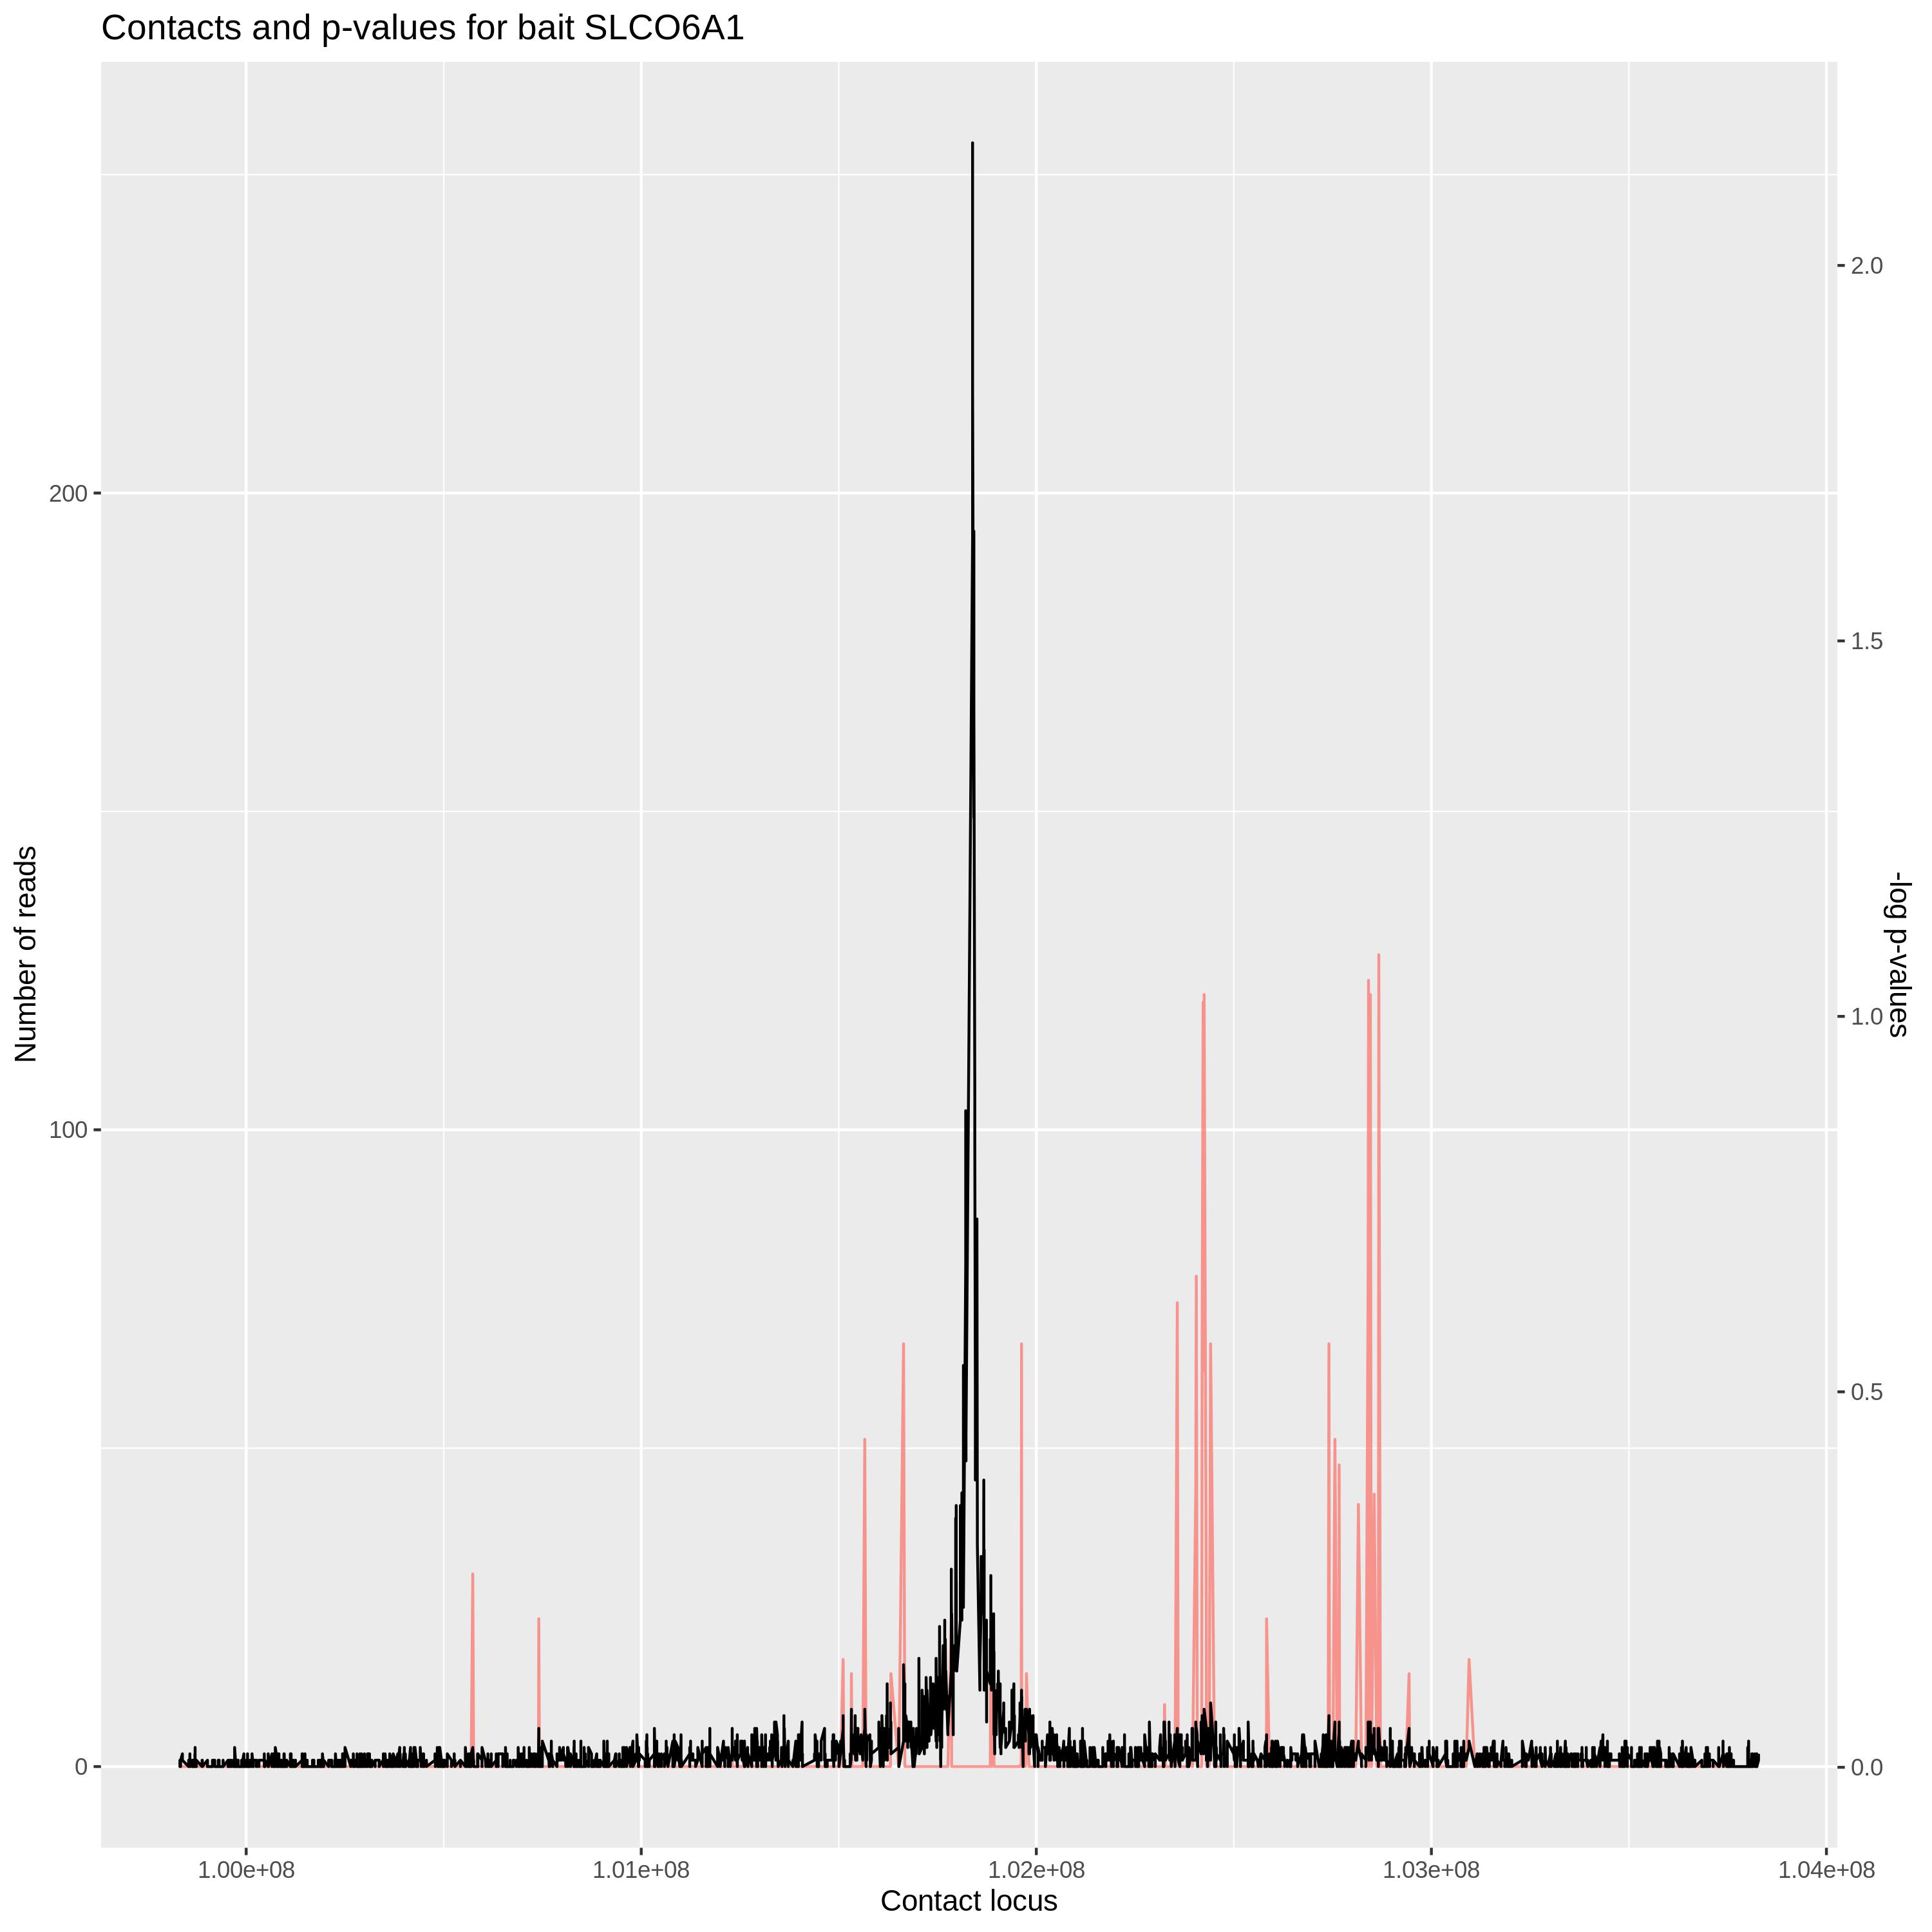 Contacts and p-values for bait SLCO6A1
Number of reads
200
100
0
2.0
1.5
1.0
0.5
0.0
-log p-values
1.00e+08
1.01e+08
1.02e+08
1.03e+08
1.04e+08
Contact locus